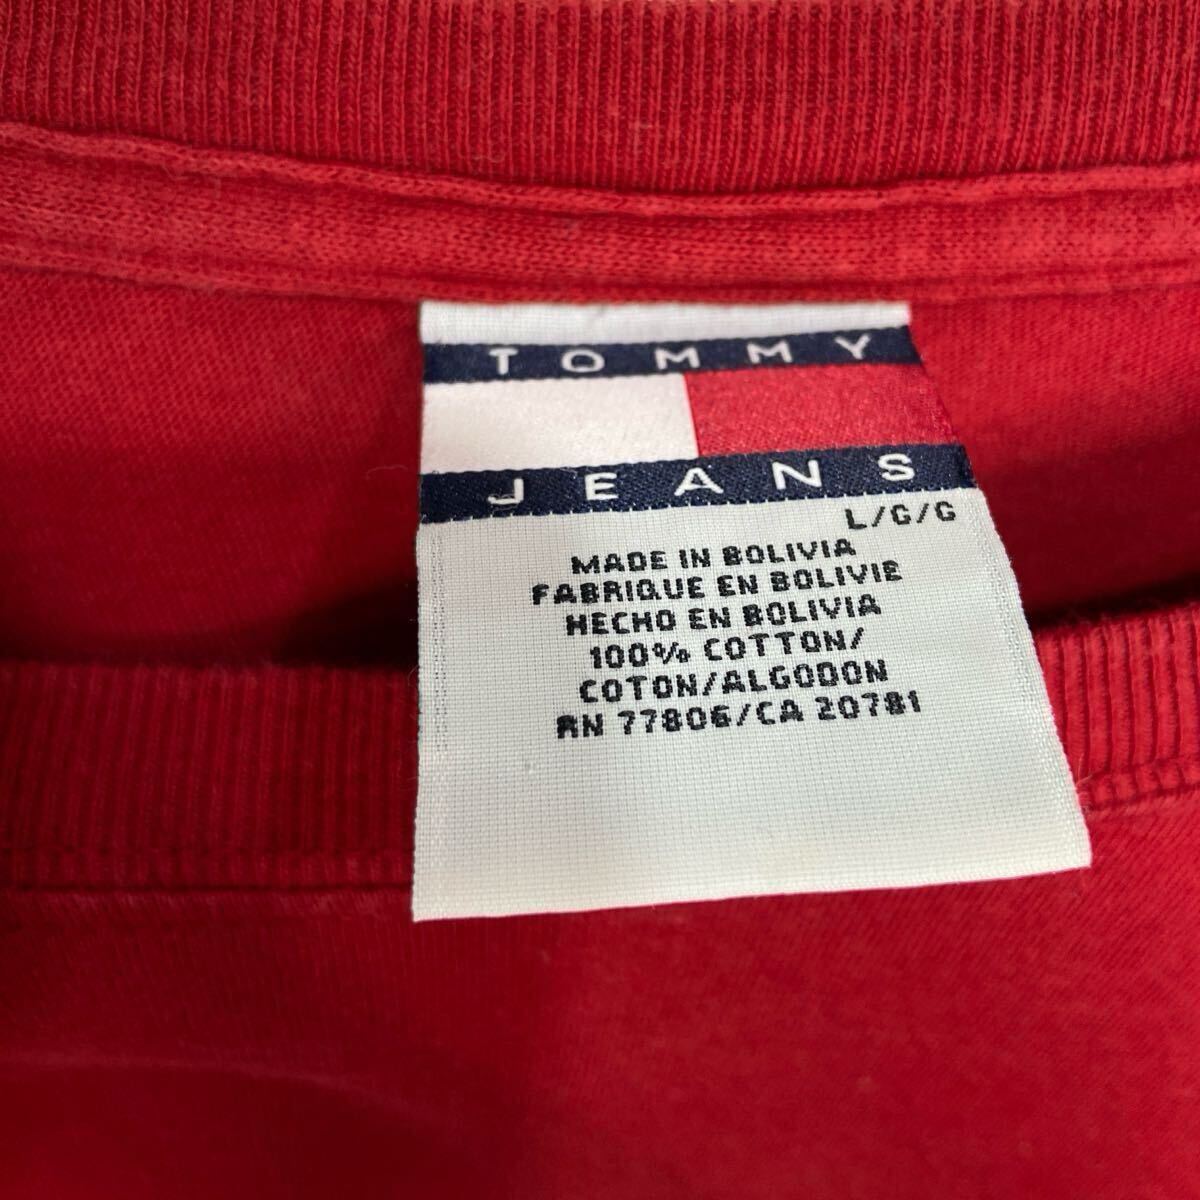 TOMMY
JEANS
L/G/G
MADE IN BOLIVIA
FABRIQUE EN BOLIVIE
HECHO EN BOLIVIA
100% COTTON/
COTON/ALGODON
RN 77806/CA 20781